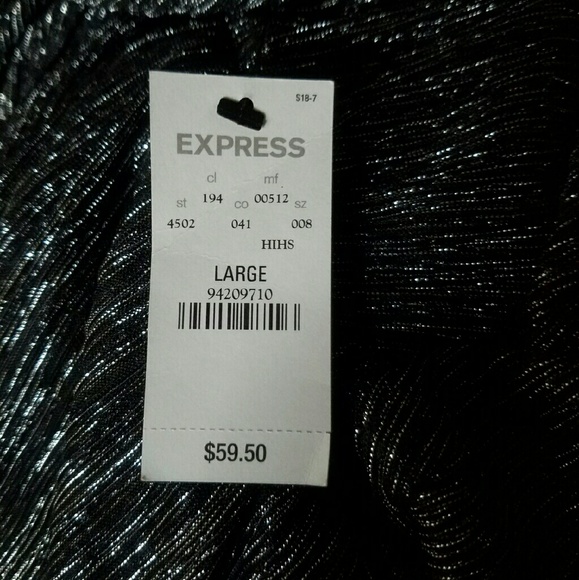 S18-7
EXPRESS
cl mf
st 194 co 00512 sz
4502 041 008
HIHS
LARGE
94209710
$59.50